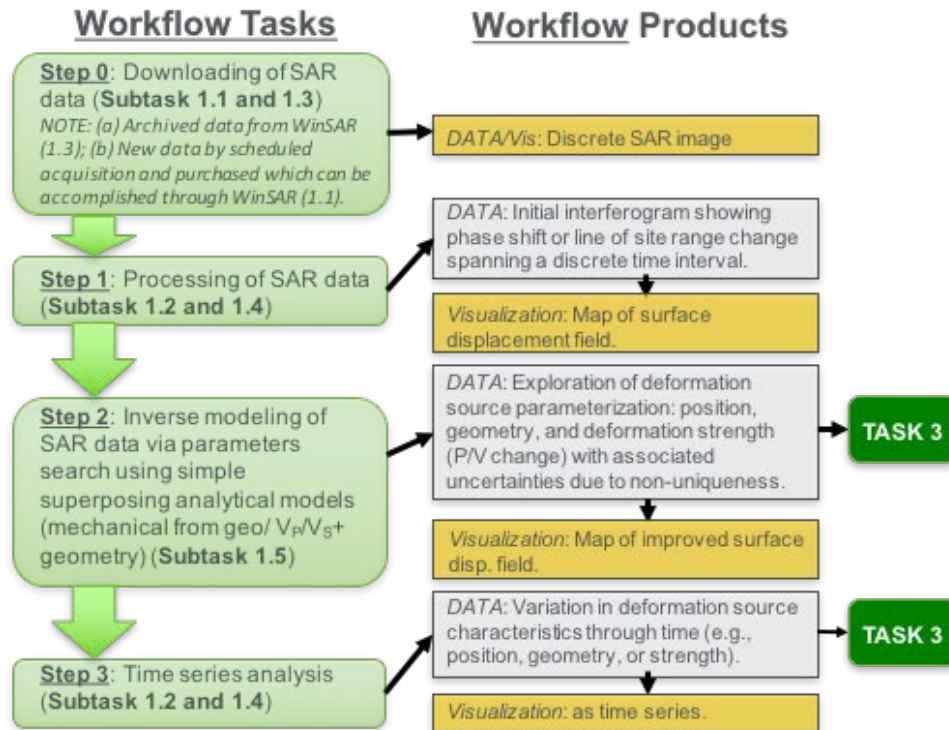 Workflow Tasks
Workflow Products
Step 0: Downloading of SAR
data (Subtask 1.1 and 1.3)
NOTE: (a) Archived data from WinSAR
(1.3); (b) New data by scheduled
acquisition and purchased which can be
accomplished through WinSAR (1.1).
DATA/Vis: Discrete SAR image
Step 1: Processing of SAR data
(Subtask 1.2 and 1.4)
DATA: Initial interferogram showing
phase shift or line of site range change
spanning a discrete time interval.
Visualization: Map of surface
displacement field.
Step 2: Inverse modeling of
SAR data via parameters
search using simple
superposing analytical models
(mechanical from geo/ VP/VS+
geometry) (Subtask 1.5)
DATA: Exploration of deformation
source parameterization: position,
geometry, and deformation strength
(P/V change) with associated
uncertainties due to non-uniqueness.
TASK 3
Visualization: Map of improved surface
disp. field.
Step 3: Time series analysis
(Subtask 1.2 and 1.4)
DATA: Variation in deformation source
characteristics through time (e.g.,
position, geometry, or strength).
TASK 3
Visualization: as time series.